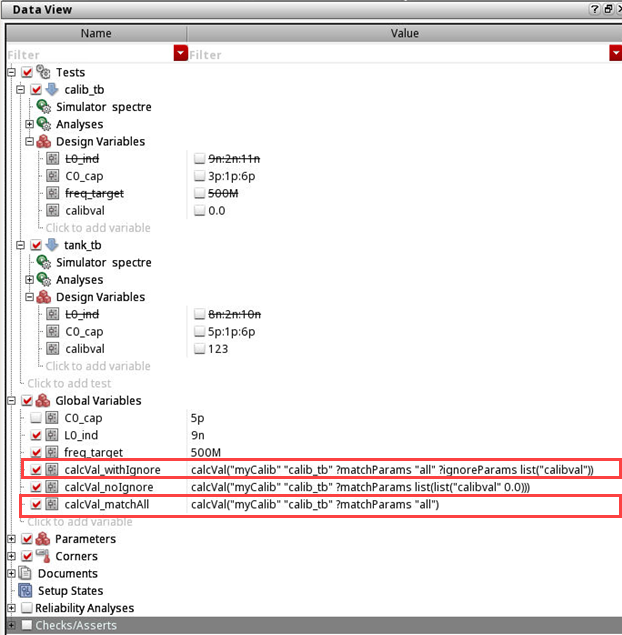 Data View
Name Value
Filter Filter
Tests
calib_tb
Simulator spectre
Analyses
Design Variables
L0_ind 9n:2n:11n
C0_cap 3p:1p:6p
freq_target 500M
calibval 0.0
Click to add variable
tank_tb
Simulator spectre
Analyses
Design Variables
L0_ind 8n:2n:10n
C0_cap 5p:1p:6p
calibval 123
Click to add variable
Click to add test
Global Variables
C0_cap 5p
L0_ind 9n
freq_target 500M
calcVal_withIgnore calcVal("myCalib" "calib_tb" ?matchParams "all" ?ignoreParams list("calibval"))
calcVal_noIgnore calcVal("myCalib" "calib_tb" ?matchParams list(list("calibval" 0.0)))
calcVal_matchAll calcVal("myCalib" "calib_tb" ?matchParams "all")
Click to add variable
Parameters
Corners
Documents
Setup States
Reliability Analyses
Checks/Asserts